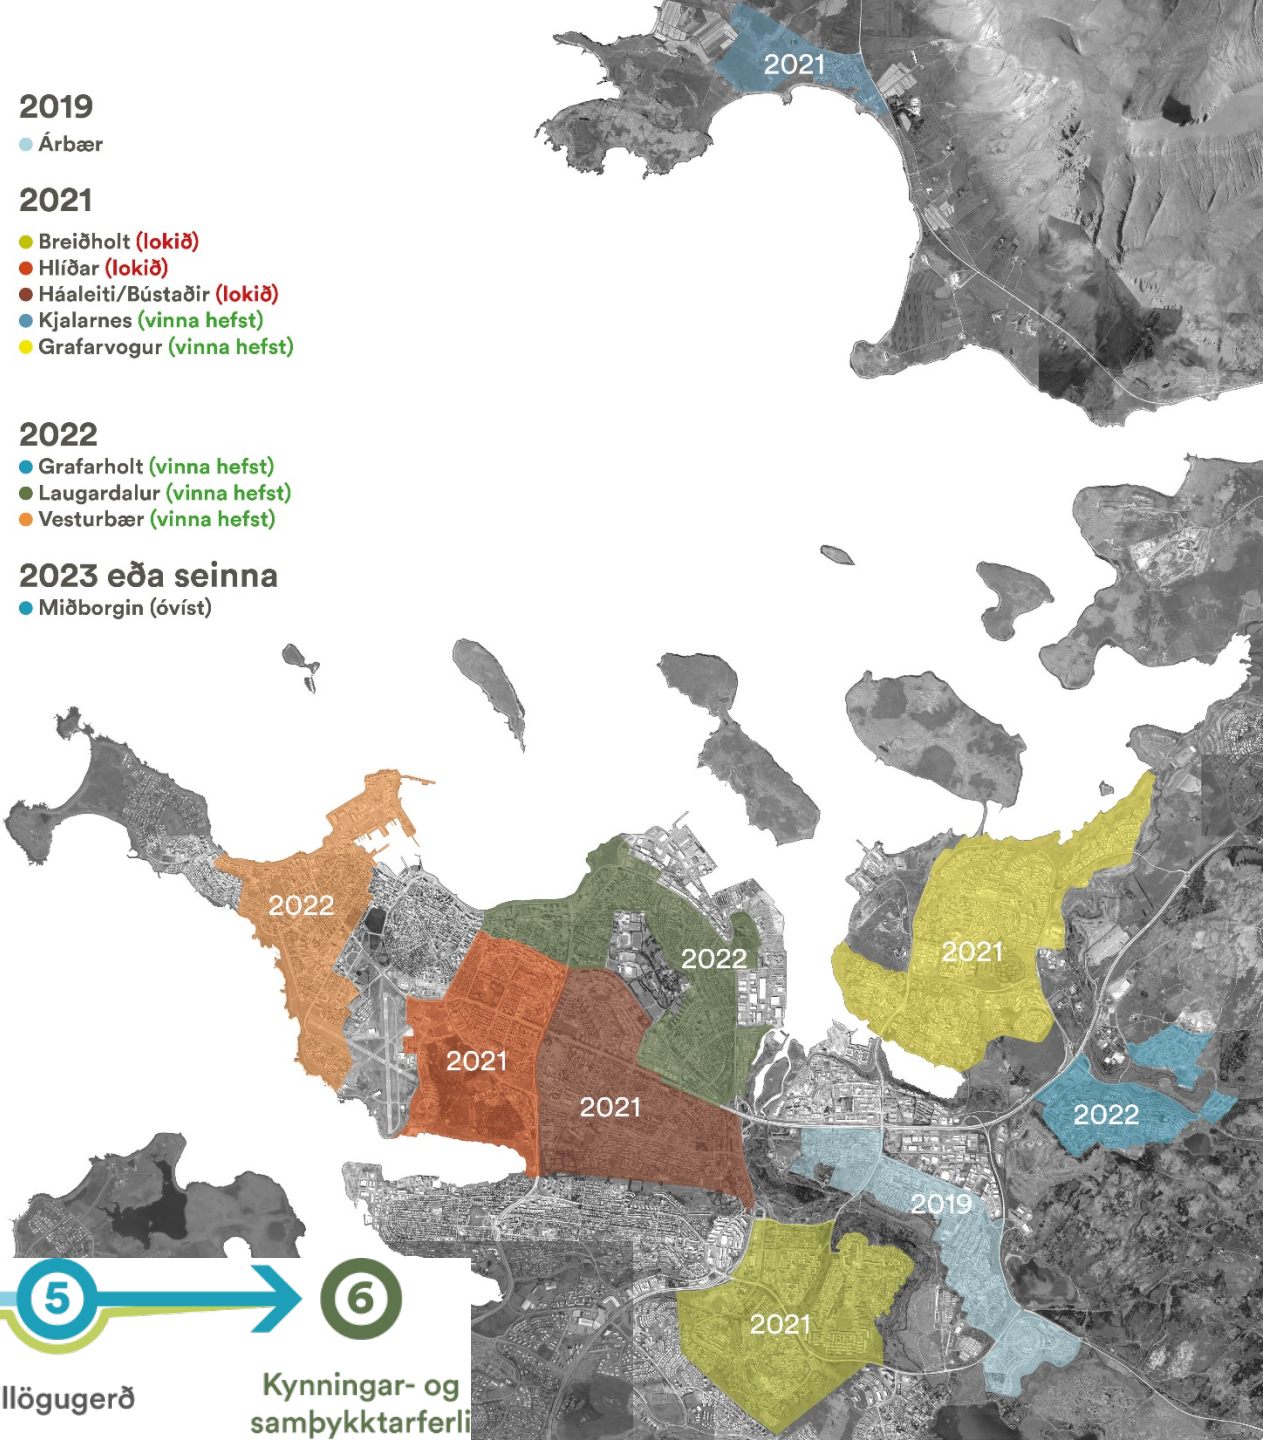 2019
Árbær
2021
Breiðholt (lokið)
Hlíðar (lokið)
Háaleiti/Bústaðir (lokið)
Kjalarnes (vinna hefst)
Grafarvogur (vinna hefst)
2022
Grafarholt (vinna hefst)
Laugardalur (vinna hefst)
Vesturbær (vinna hefst)
2023 eða seinna
Miðborgin (óvíst)
2021
2022
2022
2021
2021
2021
2022
2019
2021
5
6
llögugerð
Kynningar- og
samþykktarferli